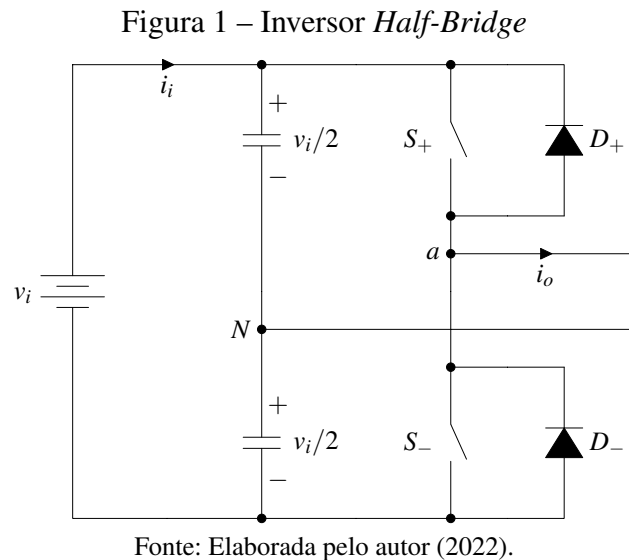 Figura 1 – Inversor Half-Bridge
i_i
+
v_i/2
−
S_+
D_+
a
i_o
v_i
N
+
v_i/2
−
S_−
D_−
Fonte: Elaborada pelo autor (2022).